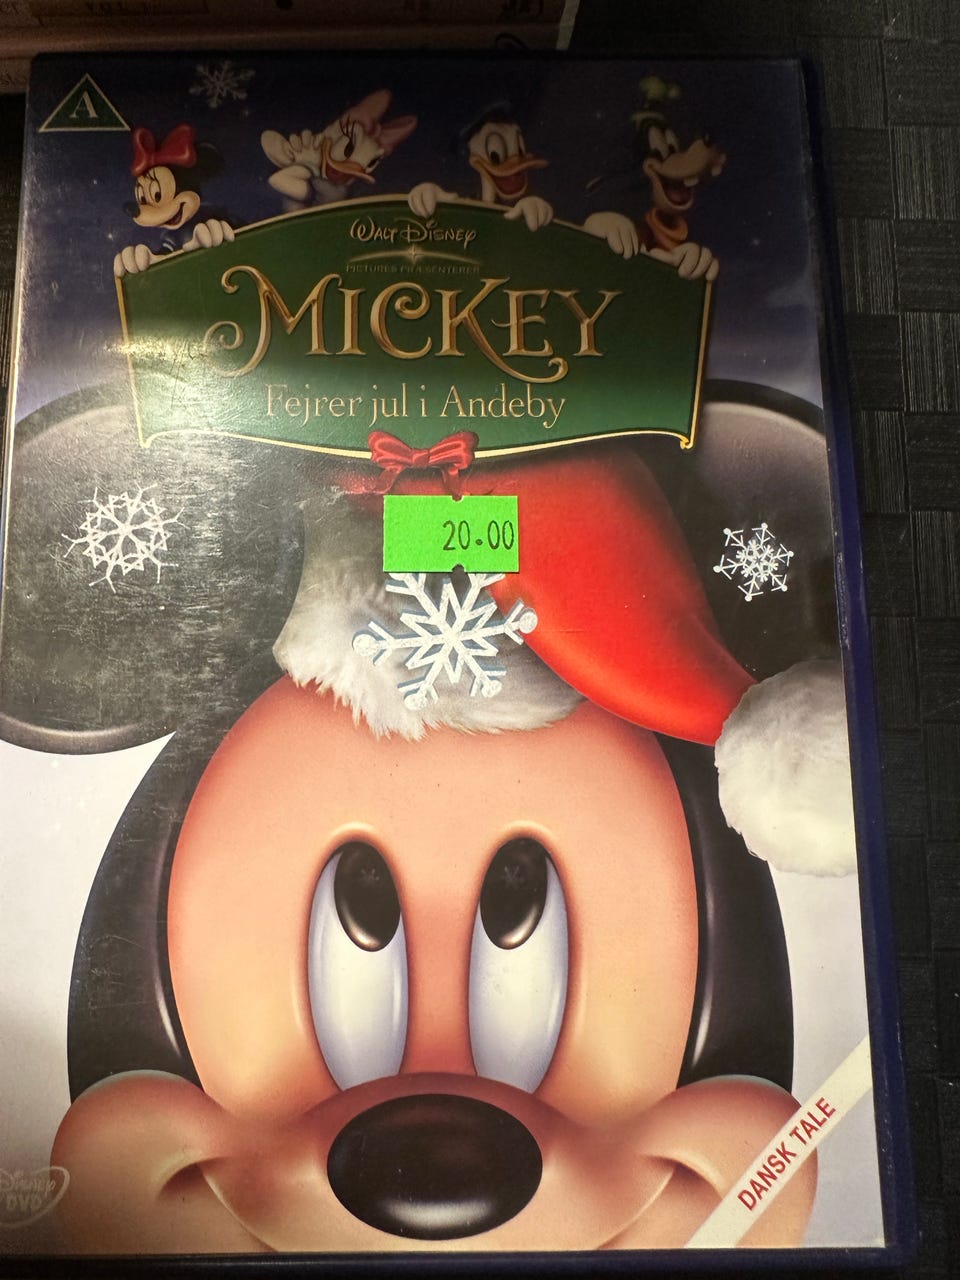 A
WALT DISNEY
PICTURES PRÆSENTERER
MICKEY
Fejrer jul i Andeby
20.00
DANSK TALE
Disney
DVD